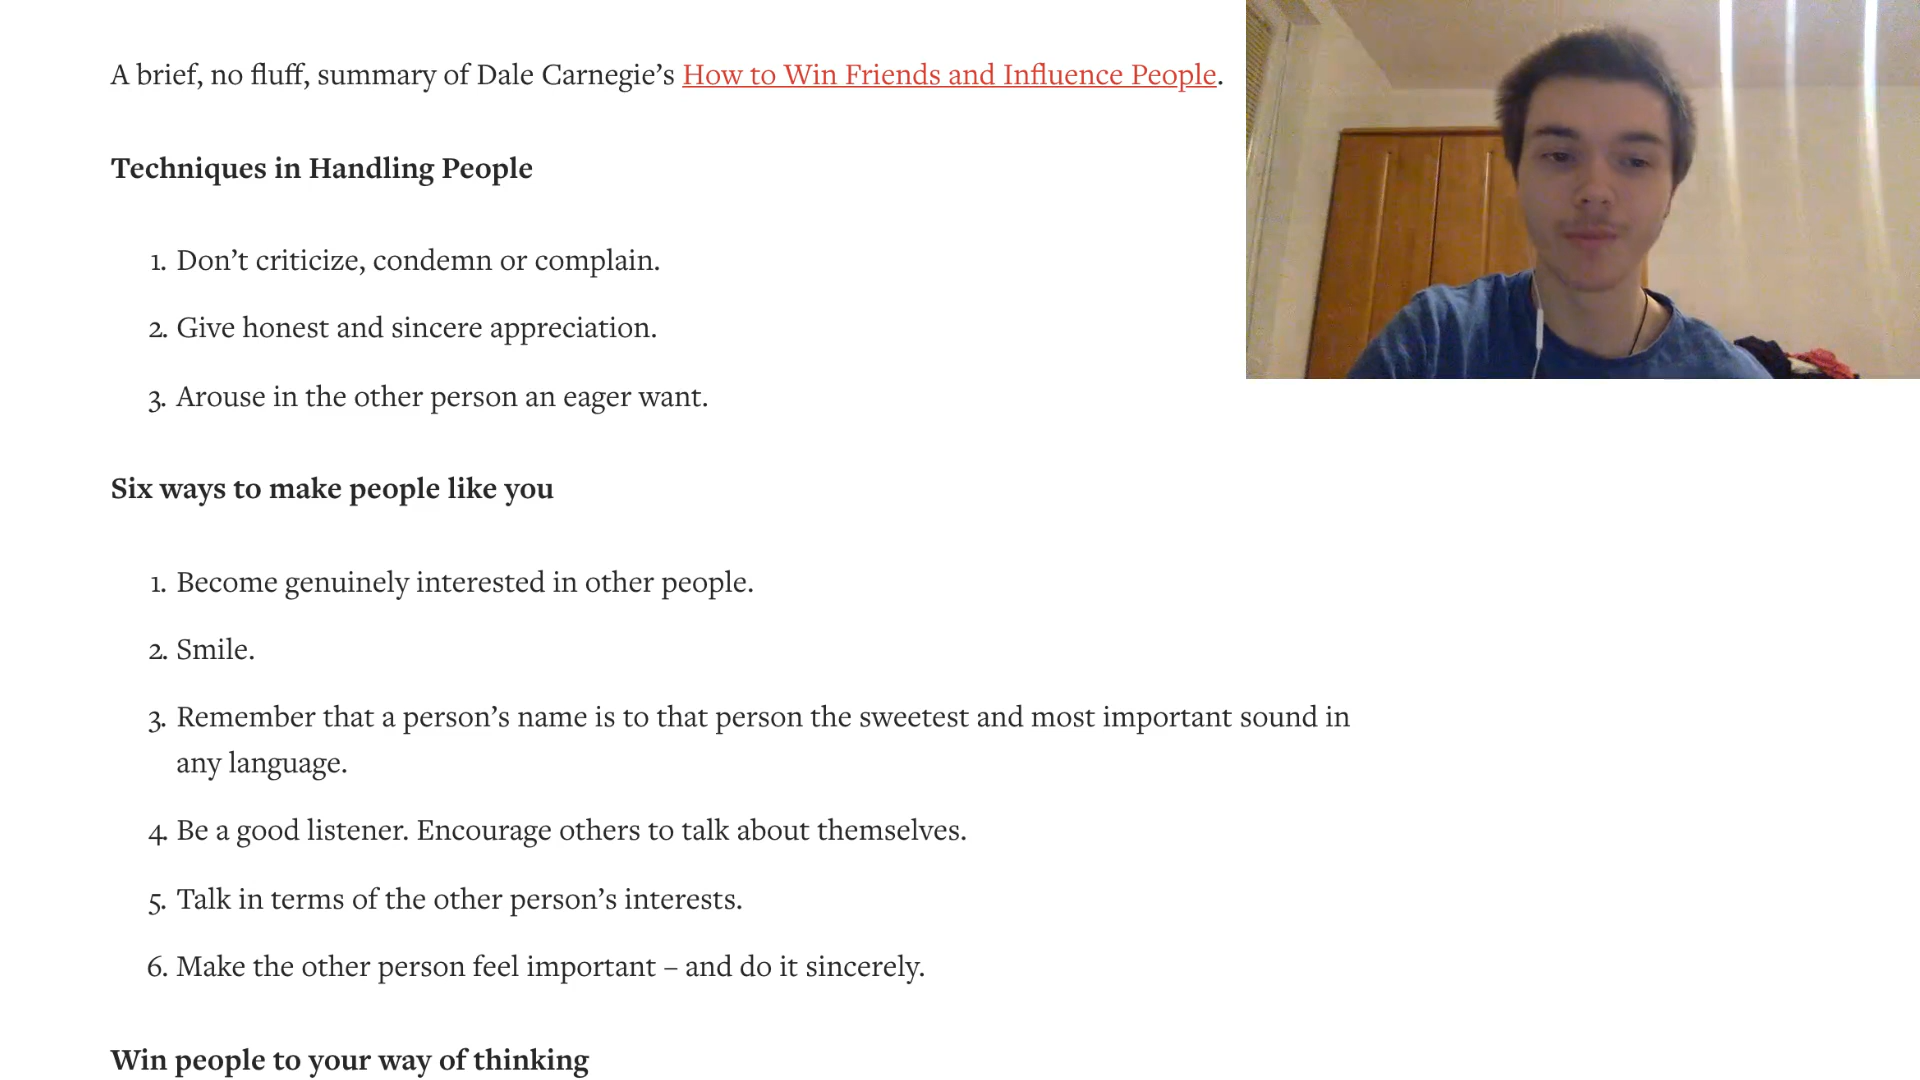 A brief, no fluff, summary of Dale Carnegie’s How to Win Friends and Influence People.
Techniques in Handling People
1. Don’t criticize, condemn or complain.
2. Give honest and sincere appreciation.
3. Arouse in the other person an eager want.
Six ways to make people like you
1. Become genuinely interested in other people.
2. Smile.
3. Remember that a person’s name is to that person the sweetest and most important sound in
any language.
4. Be a good listener. Encourage others to talk about themselves.
5. Talk in terms of the other person’s interests.
6. Make the other person feel important – and do it sincerely.
Win people to your way of thinking